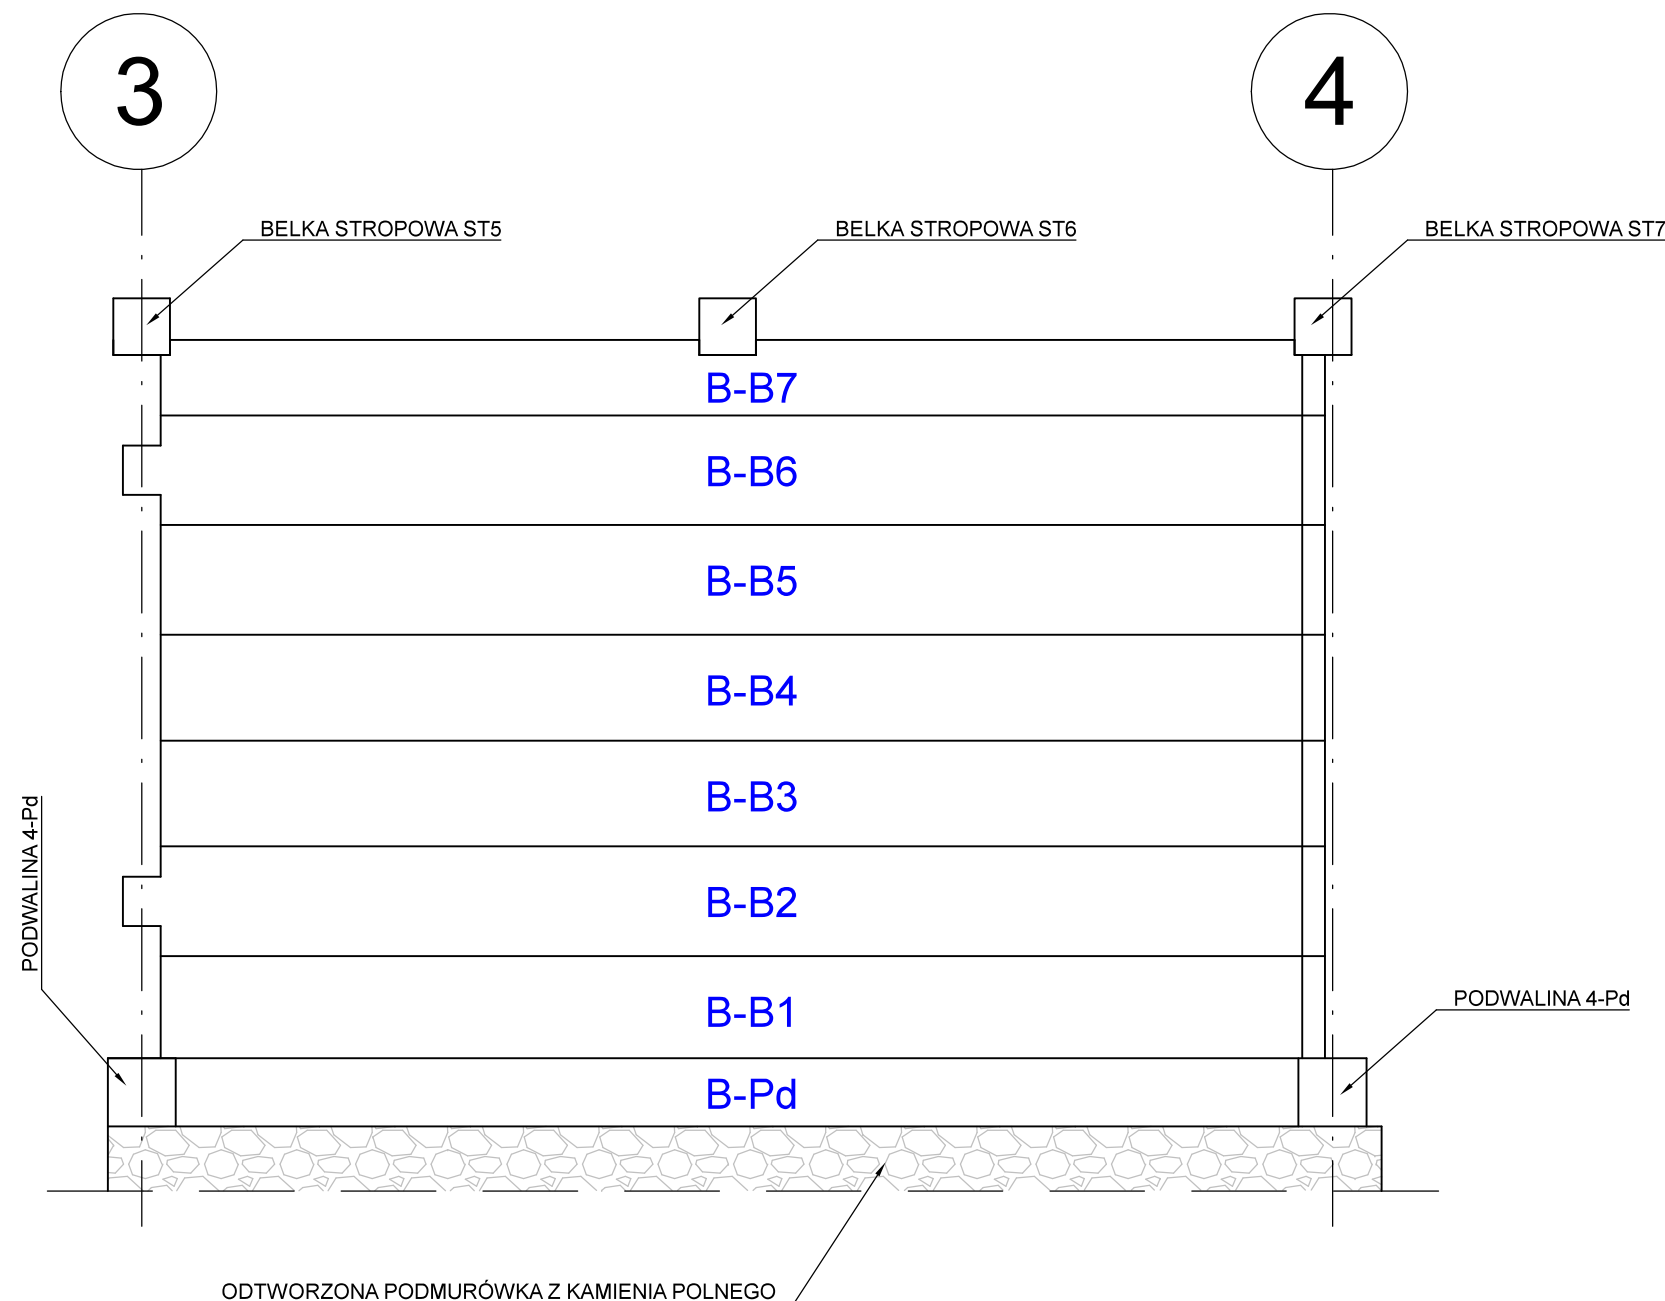 3
4
BELKA STROPOWA ST5
BELKA STROPOWA ST6
BELKA STROPOWA ST7
B-B7
B-B6
B-B5
B-B4
B-B3
PODWALINA 4-Pd
B-B2
B-B1
PODWALINA 4-Pd
B-Pd
ODTWORZONA PODMURÓWKA Z KAMIENIA POLNEGO